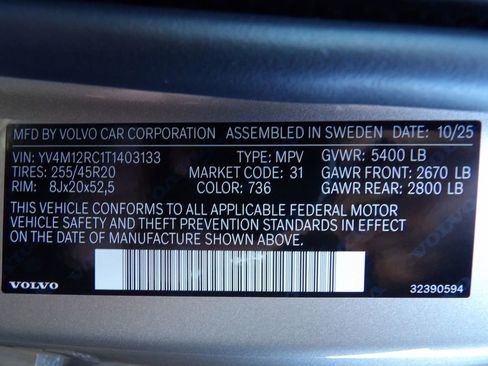 MFD BY VOLVO CAR CORPORATION ASSEMBLED IN SWEDEN DATE: 10/25
VIN: YV4M12RC1T1403133 TYPE: MPV GVWR: 5400 LB
TIRES: 255/45R20 MARKET CODE: 31 GAWR FRONT: 2670 LB
RIM: 8Jx20x52,5 COLOR: 736 GAWR REAR: 2800 LB
THIS VEHICLE CONFORMS TO ALL APPLICABLE FEDERAL MOTOR
VEHICLE SAFETY AND THEFT PREVENTION STANDARDS IN EFFECT
ON THE DATE OF MANUFACTURE SHOWN ABOVE.
VOLVO 32390594